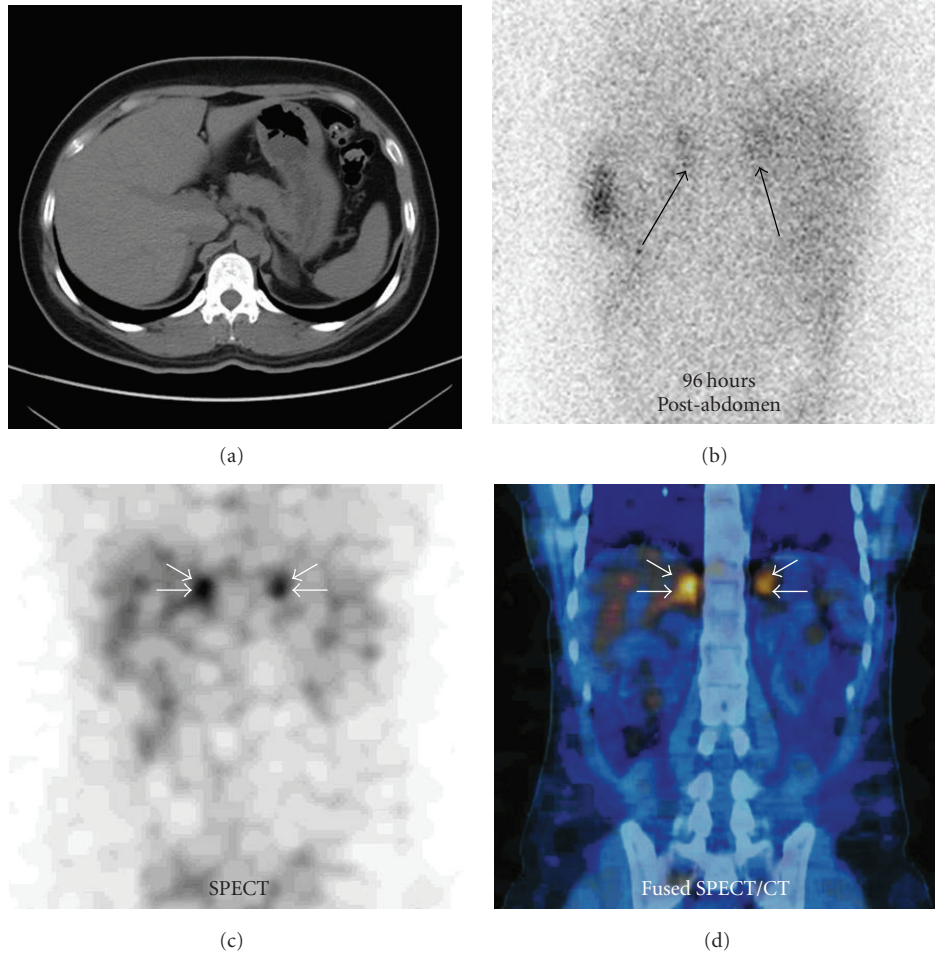 (a)
96 hours
Post-abdomen
(b)
SPECT
(c)
Fused SPECT/CT
(d)